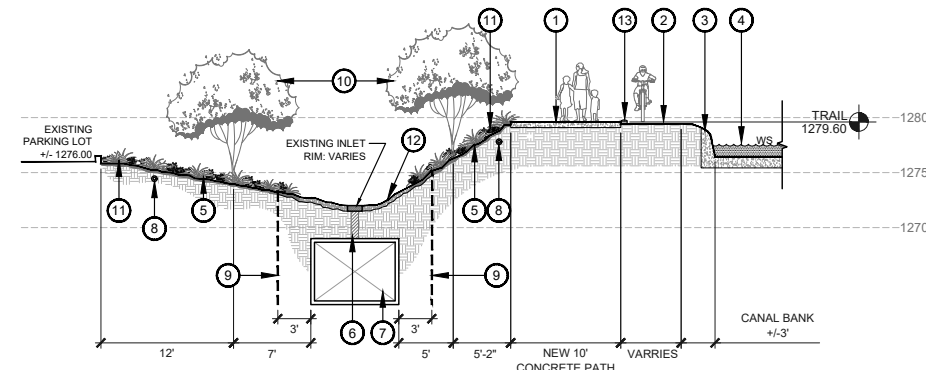 11
1
13
2
3
4
10
1280
TRAIL
1279.60
EXISTING
PARKING LOT
+/- 1276.00
EXISTING INLET
RIM: VARIES
12
WS
1275
11
8
5
5
8
1270
9
9
3'
6
7
3'
CANAL BANK
+/-3'
12'
7'
5'
5'-2"
NEW 10'
CONCRETE PATH
VARRIES